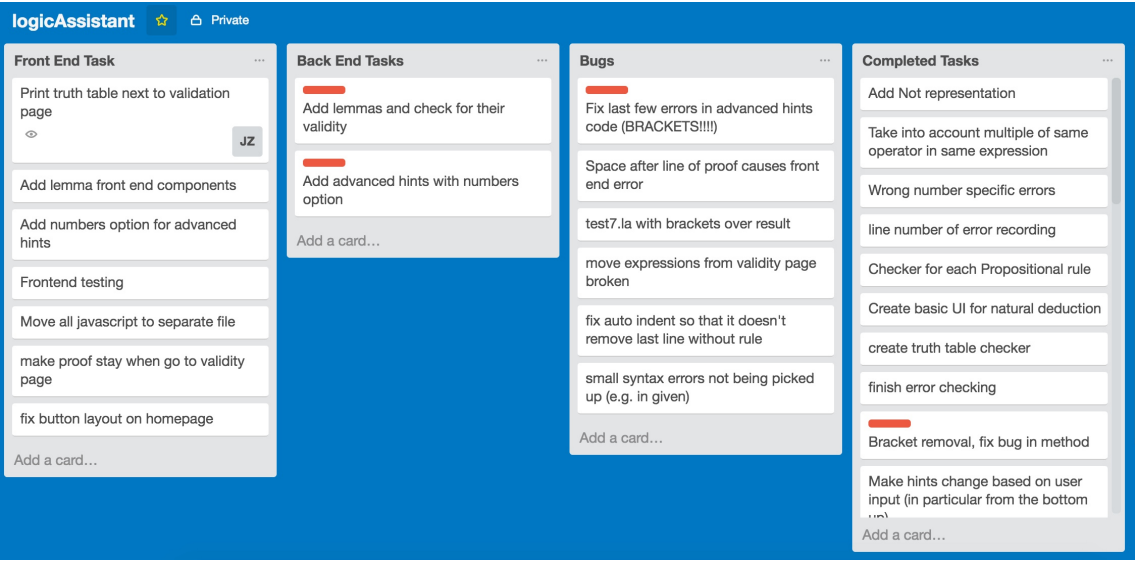 logicAssistant
Private
Front End Task
Print truth table next to validation
page
JZ
Add lemma front end components
Add numbers option for advanced
hints
Frontend testing
Move all javascript to separate file
make proof stay when go to validity
page
fix button layout on homepage
Add a card…
Back End Tasks
Add lemmas and check for their
validity
Add advanced hints with numbers
option
Add a card…
Bugs
Fix last few errors in advanced hints
code (BRACKETS!!!!)
Space after line of proof causes front
end error
test7.la with brackets over result
move expressions from validity page
broken
fix auto indent so that it doesn't
remove last line without rule
small syntax errors not being picked
up (e.g. in given)
Add a card…
Completed Tasks
Add Not representation
Take into account multiple of same
operator in same expression
Wrong number specific errors
line number of error recording
Checker for each Propositional rule
Create basic UI for natural deduction
create truth table checker
finish error checking
Bracket removal, fix bug in method
Make hints change based on user
input (in particular from the bottom
up)
Add a card…